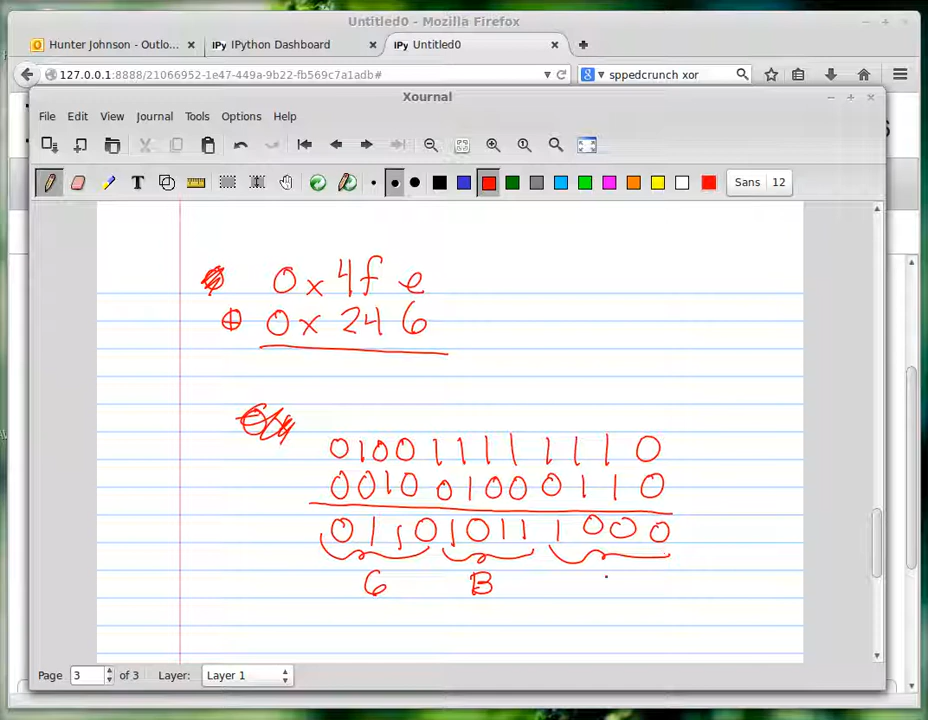 Untitled0 - Mozilla Firefox
Hunter Johnson - Outlo... IPy IPython Dashboard IPy Untitled0
127.0.0.1:8888/21066952-1e47-449a-9b22-fb569c7a1adb# sppedcrunch xor
Xournal
File Edit View Journal Tools Options Help
Sans 12
0x4fe
⊕ 0x246
0100 1111 1110
0010 0100 0110
0110 1011 1000
6 B
Page 3 of 3 Layer: Layer 1